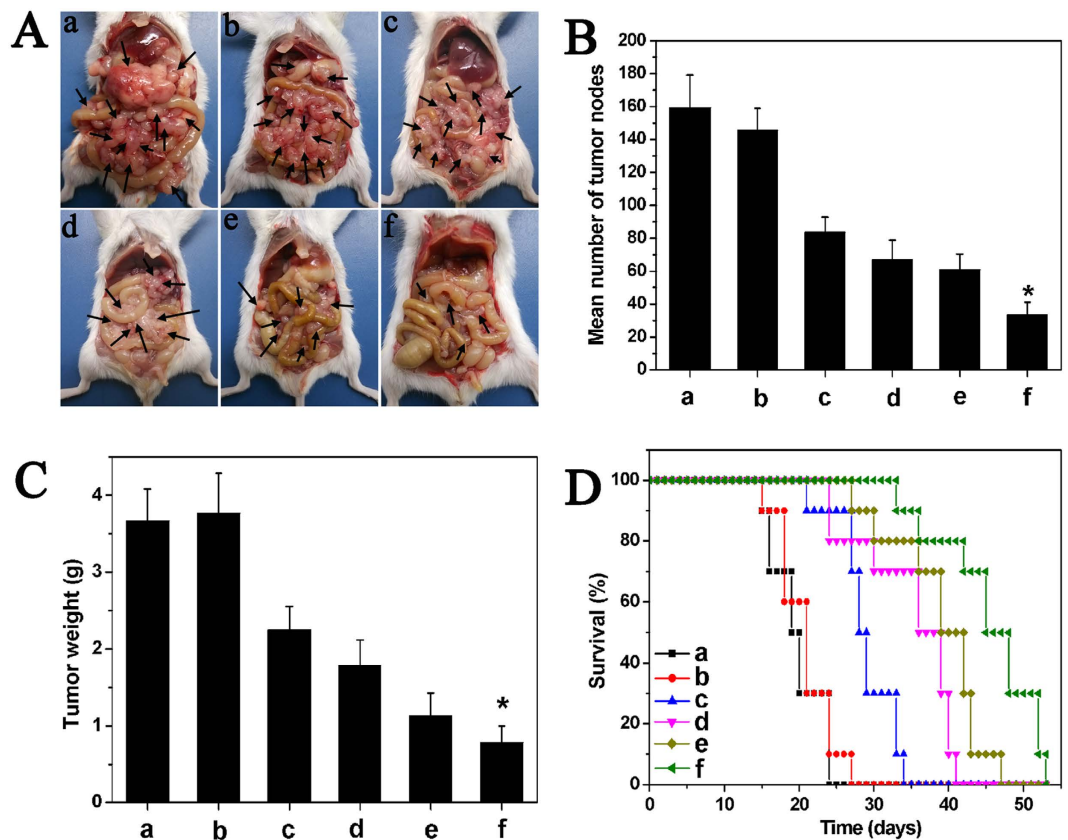 A
a
b
c
d
e
f
B
Mean number of tumor nodes
200
180
160
140
120
100
80
60
40
20
0
*
a b c d e f
C
Tumor weight (g)
4
3
2
1
0
*
a b c d e f
D
Survival (%)
100
80
60
40
20
0
a
b
c
d
e
f
0 10 20 30 40 50
Time (days)